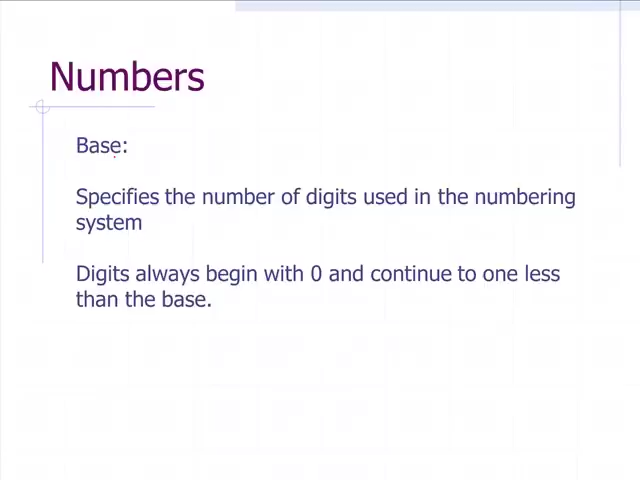 Numbers
Base:
Specifies the number of digits used in the numbering
system
Digits always begin with 0 and continue to one less
than the base.